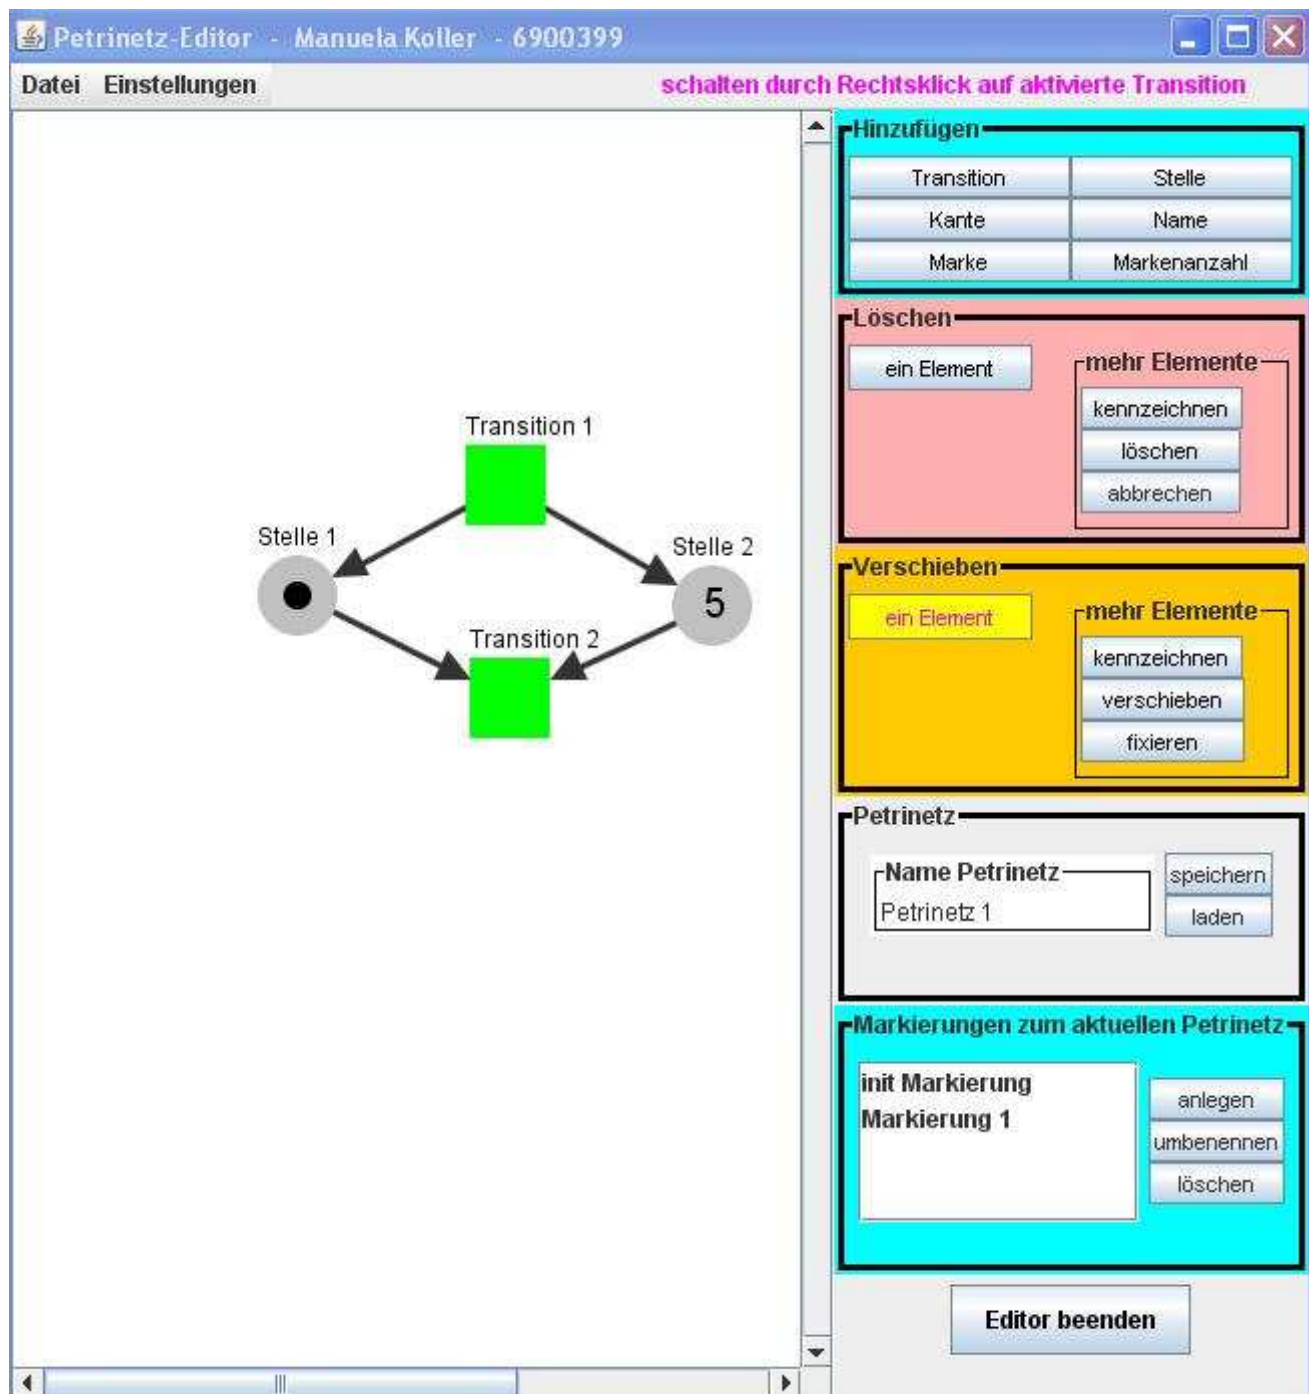 Petrinetz-Editor - Manuela Koller - 6900399
Datei Einstellungen
schalten durch Rechtsklick auf aktivierte Transition
Transition 1
Stelle 1
Stelle 2
5
Transition 2
Hinzufügen
Transition Stelle
Kante Name
Marke Markenanzahl
Löschen
ein Element
mehr Elemente
kennzeichnen
löschen
abbrechen
Verschieben
ein Element
mehr Elemente
kennzeichnen
verschieben
fixieren
Petrinetz
Name Petrinetz
Petrinetz 1
speichern
laden
Markierungen zum aktuellen Petrinetz
init Markierung
Markierung 1
anlegen
umbenennen
löschen
Editor beenden